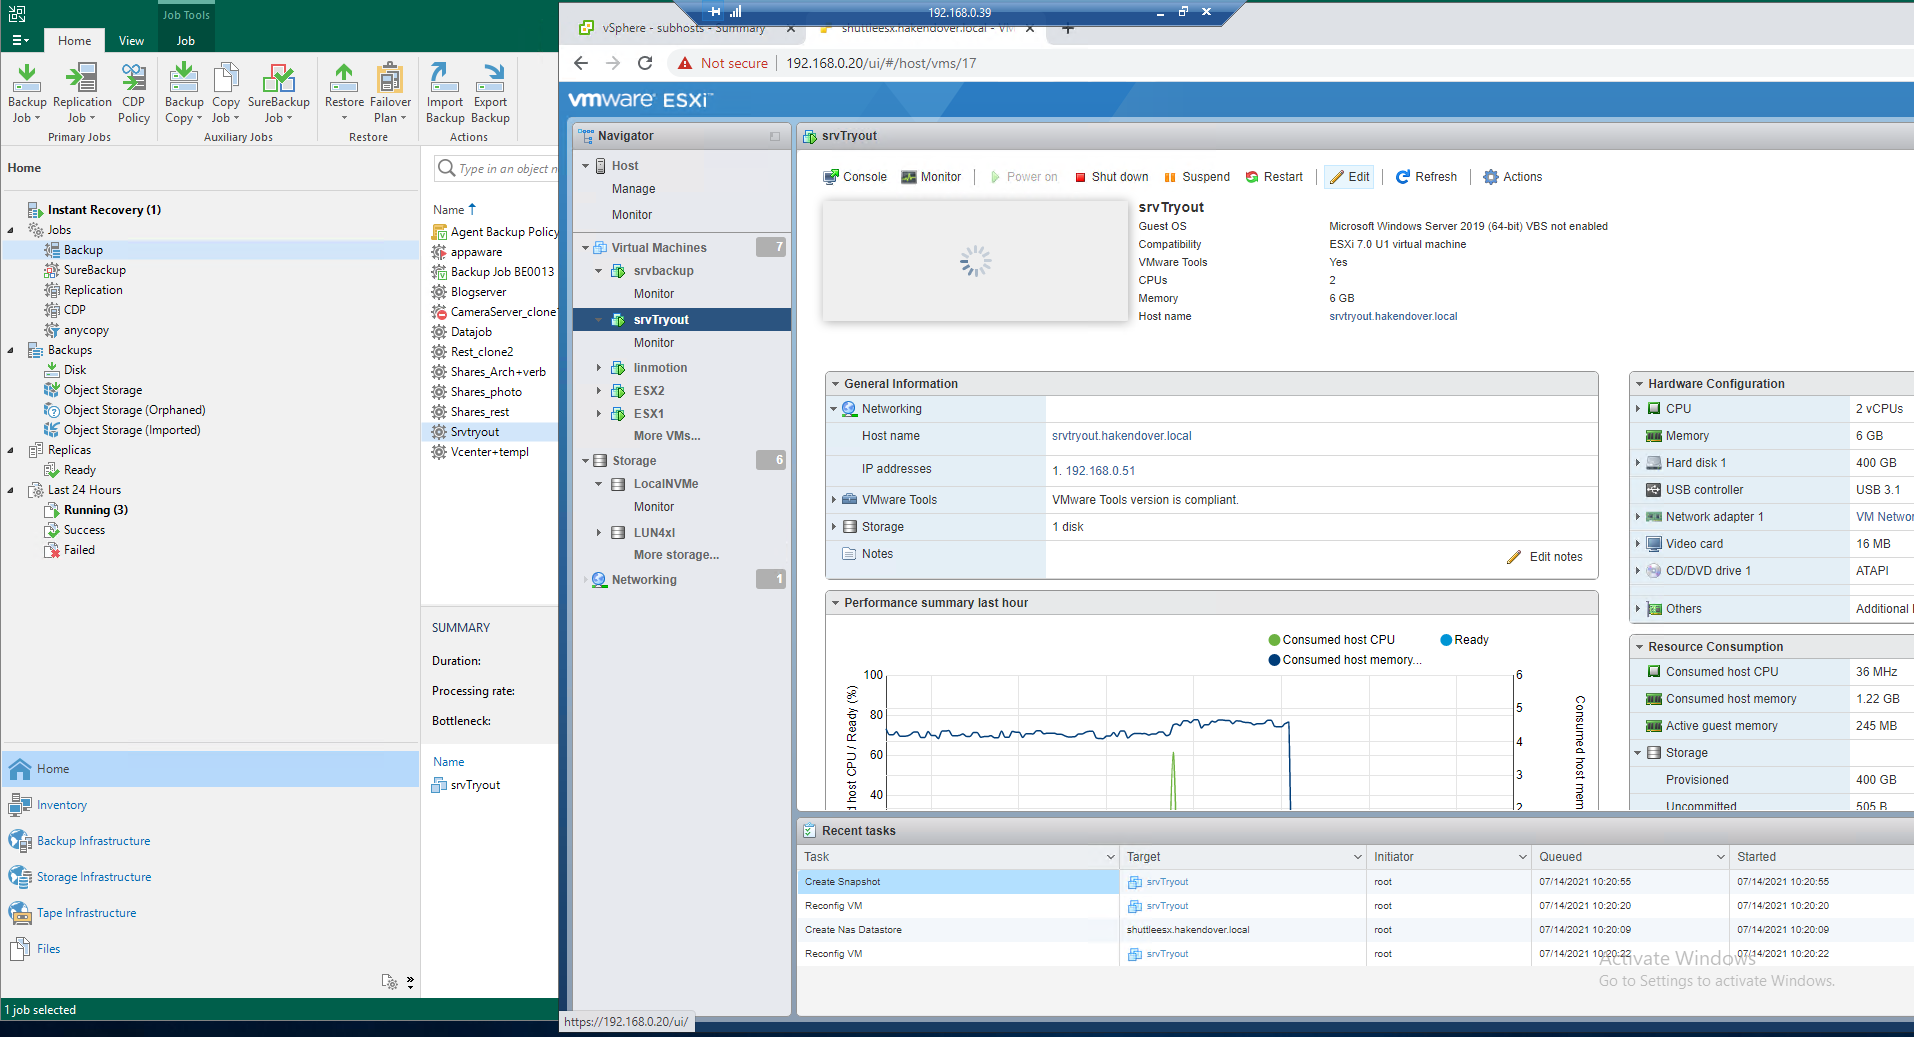 Job Tools
Home
View
Job
Backup Job
Replication Job
CDP Policy
Primary Jobs
Backup Copy
Copy Job
SureBackup Job
Auxiliary Jobs
Restore
Failover Plan
Restore
Import Backup
Export Backup
Actions
Home
Instant Recovery (1)
Jobs
Backup
SureBackup
Replication
CDP
anycopy
Backups
Disk
Object Storage
Object Storage (Orphaned)
Object Storage (Imported)
Replicas
Ready
Last 24 Hours
Running (3)
Success
Failed
Home
Inventory
Backup Infrastructure
Storage Infrastructure
Tape Infrastructure
Files
1 job selected
Type in an object n
Name
Agent Backup Policy
appaware
Backup Job BE0013
Blogserver
CameraServer_clone
Datajob
Rest_clone2
Shares_Arch+verb
Shares_photo
Shares_rest
Srvtryout
Vcenter+templ
SUMMARY
Duration:
Processing rate:
Bottleneck:
Name
srvTryout
192.168.0.39
vSphere - subhosts - Summary
shuttleesx.hakendover.local - VM
Not secure
192.168.0.20/ui/#/host/vms/17
vmware ESXi™
Navigator
Host
Manage
Monitor
Virtual Machines 7
srvbackup
Monitor
srvTryout
Monitor
linmotion
ESX2
ESX1
More VMs...
Storage 6
LocalNVMe
Monitor
LUN4xl
More storage...
Networking 1
https://192.168.0.20/ui/
srvTryout
Console Monitor Power on Shut down Suspend Restart Edit Refresh Actions
srvTryout
Guest OS Microsoft Windows Server 2019 (64-bit) VBS not enabled
Compatibility ESXi 7.0 U1 virtual machine
VMware Tools Yes
CPUs 2
Memory 6 GB
Host name srvtryout.hakendover.local
General Information
Networking
Host name srvtryout.hakendover.local
IP addresses 1. 192.168.0.51
VMware Tools VMware Tools version is compliant.
Storage 1 disk
Notes Edit notes
Performance summary last hour
Consumed host CPU Ready
Consumed host memory...
100
80
60
40
d host CPU / Ready (%)
6
5
4
3
2
Consumed host mem
Hardware Configuration
CPU 2 vCPUs
Memory 6 GB
Hard disk 1 400 GB
USB controller USB 3.1
Network adapter 1 VM Networ
Video card 16 MB
CD/DVD drive 1 ATAPI
Others Additional
Resource Consumption
Consumed host CPU 36 MHz
Consumed host memory 1.22 GB
Active guest memory 245 MB
Storage
Provisioned 400 GB
Uncommitted 505 B
Recent tasks
Task Target Initiator Queued Started
Create Snapshot srvTryout root 07/14/2021 10:20:55 07/14/2021 10:20:55
Reconfig VM srvTryout root 07/14/2021 10:20:20 07/14/2021 10:20:20
Create Nas Datastore shuttleesx.hakendover.local root 07/14/2021 10:20:09 07/14/2021 10:20:09
Reconfig VM srvTryout root 07/14/2021 10:20:22 07/14/2021 10:20:22
Activate Windows
Go to Settings to activate Windows.